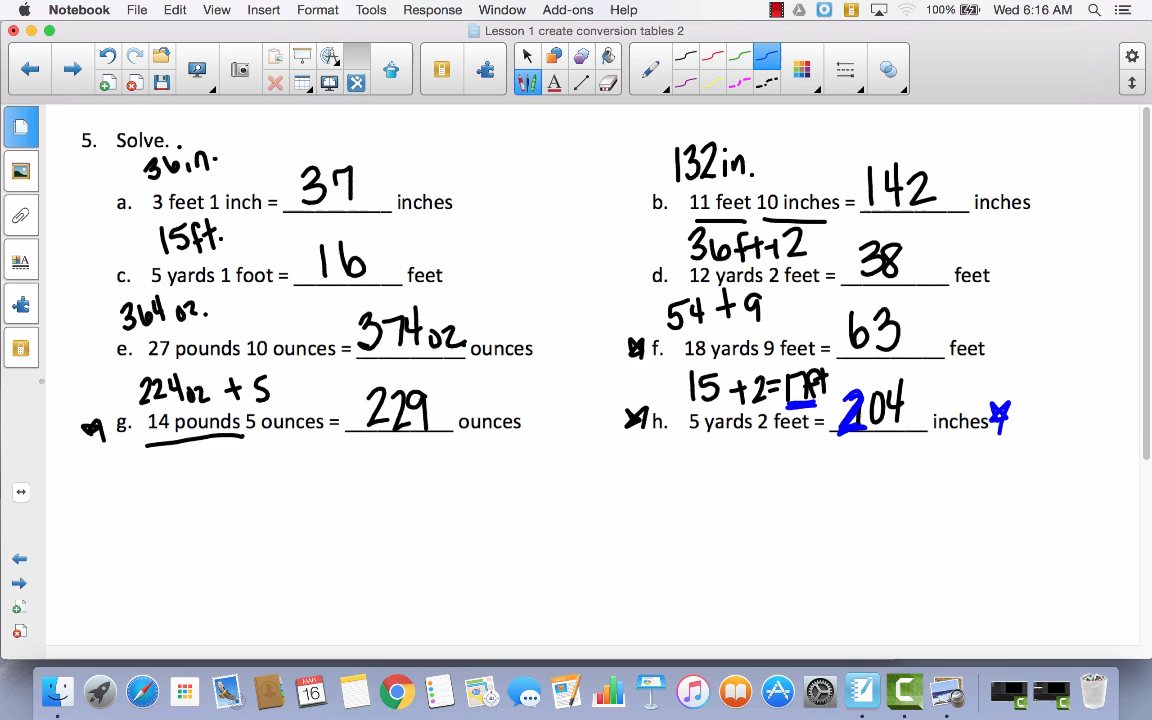 Notebook File Edit View Insert Format Tools Response Window Add-ons Help 100% Wed 6:16 AM
Lesson 1 create conversion tables 2
5. Solve.
36in.
a. 3 feet 1 inch = 37 inches
132in.
b. 11 feet 10 inches = 142 inches
15ft.
c. 5 yards 1 foot = 16 feet
36ft+2
d. 12 yards 2 feet = 38 feet
364 oz.
e. 27 pounds 10 ounces = 374oz ounces
54 + 9
f. 18 yards 9 feet = 63 feet
224oz + 5
g. 14 pounds 5 ounces = 229 ounces
15 + 2 = 17ft
h. 5 yards 2 feet = 204 inches
MAR
16